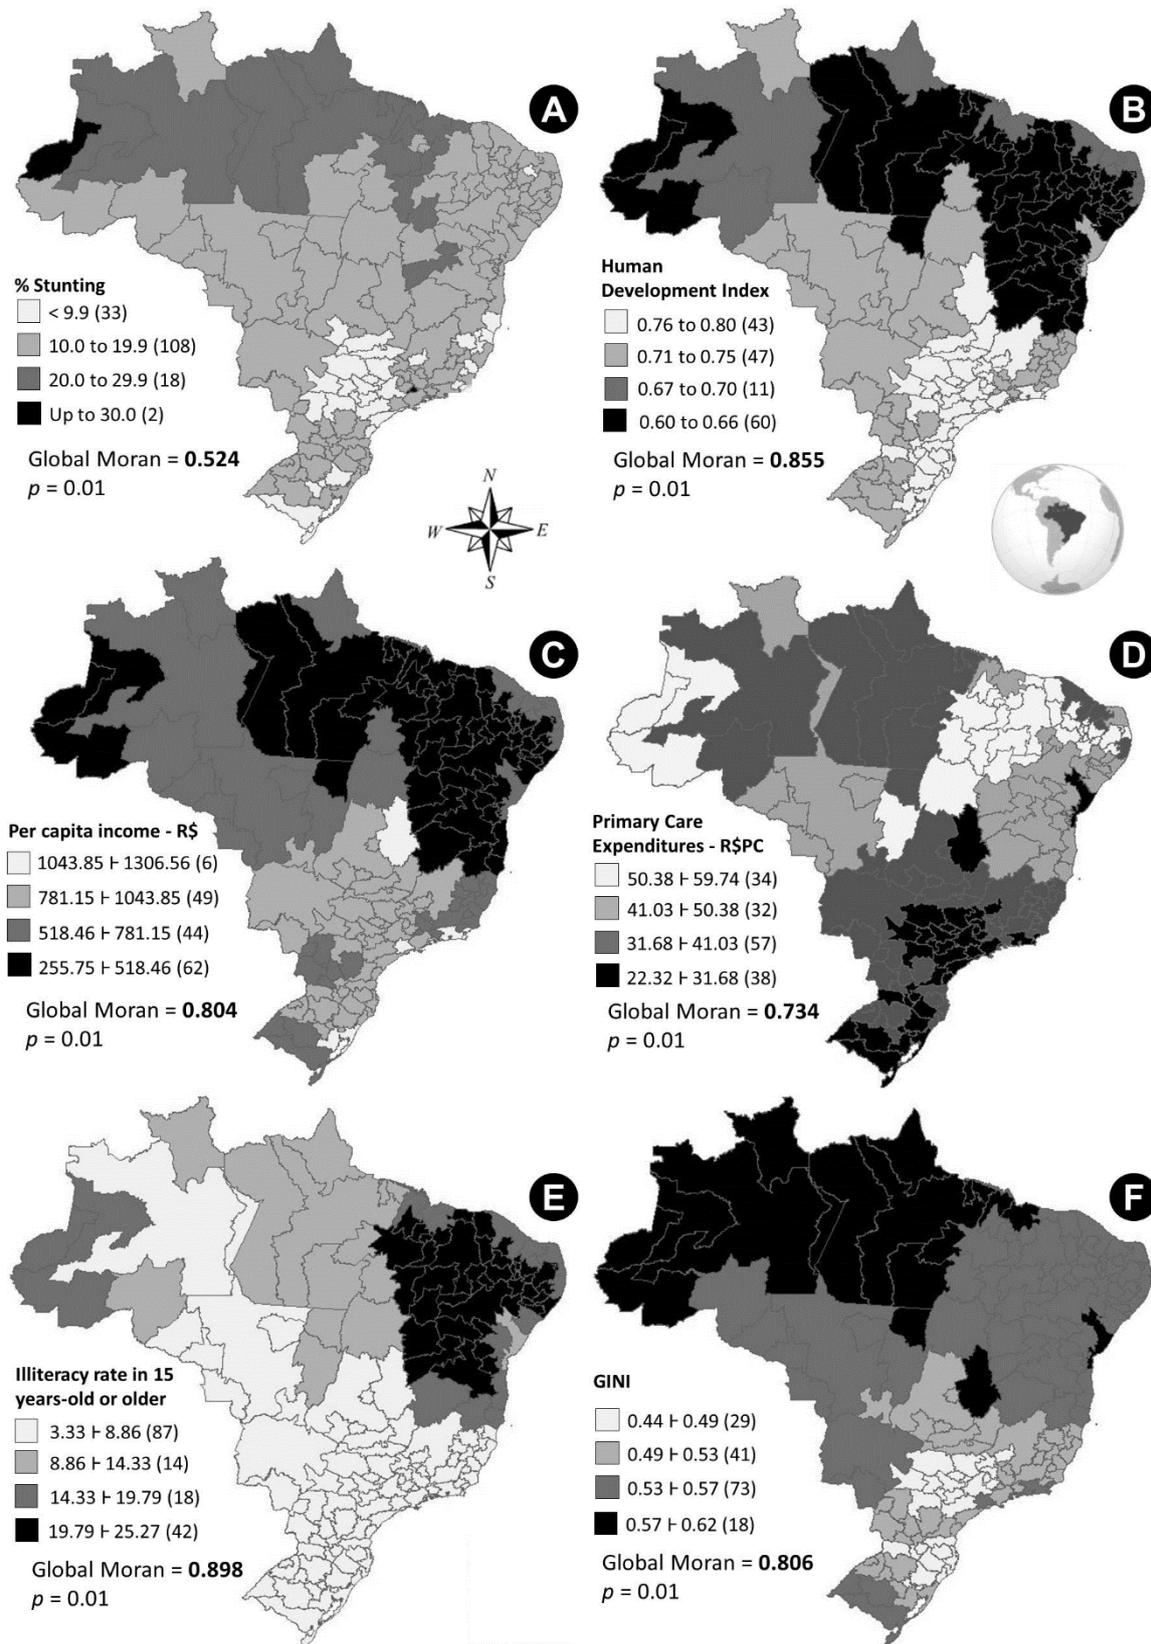 A
% Stunting
< 9.9 (33)
10.0 to 19.9 (108)
20.0 to 29.9 (18)
Up to 30.0 (2)
Global Moran = 0.524
p = 0.01
B
Human
Development Index
0.76 to 0.80 (43)
0.71 to 0.75 (47)
0.67 to 0.70 (11)
0.60 to 0.66 (60)
Global Moran = 0.855
p = 0.01
N
W E
S
C
Per capita income - R$
1043.85 ⊦ 1306.56 (6)
781.15 ⊦ 1043.85 (49)
518.46 ⊦ 781.15 (44)
255.75 ⊦ 518.46 (62)
Global Moran = 0.804
p = 0.01
D
Primary Care
Expenditures - R$PC
50.38 ⊦ 59.74 (34)
41.03 ⊦ 50.38 (32)
31.68 ⊦ 41.03 (57)
22.32 ⊦ 31.68 (38)
Global Moran = 0.734
p = 0.01
E
Illiteracy rate in 15
years-old or older
3.33 ⊦ 8.86 (87)
8.86 ⊦ 14.33 (14)
14.33 ⊦ 19.79 (18)
19.79 ⊦ 25.27 (42)
Global Moran = 0.898
p = 0.01
F
GINI
0.44 ⊦ 0.49 (29)
0.49 ⊦ 0.53 (41)
0.53 ⊦ 0.57 (73)
0.57 ⊦ 0.62 (18)
Global Moran = 0.806
p = 0.01